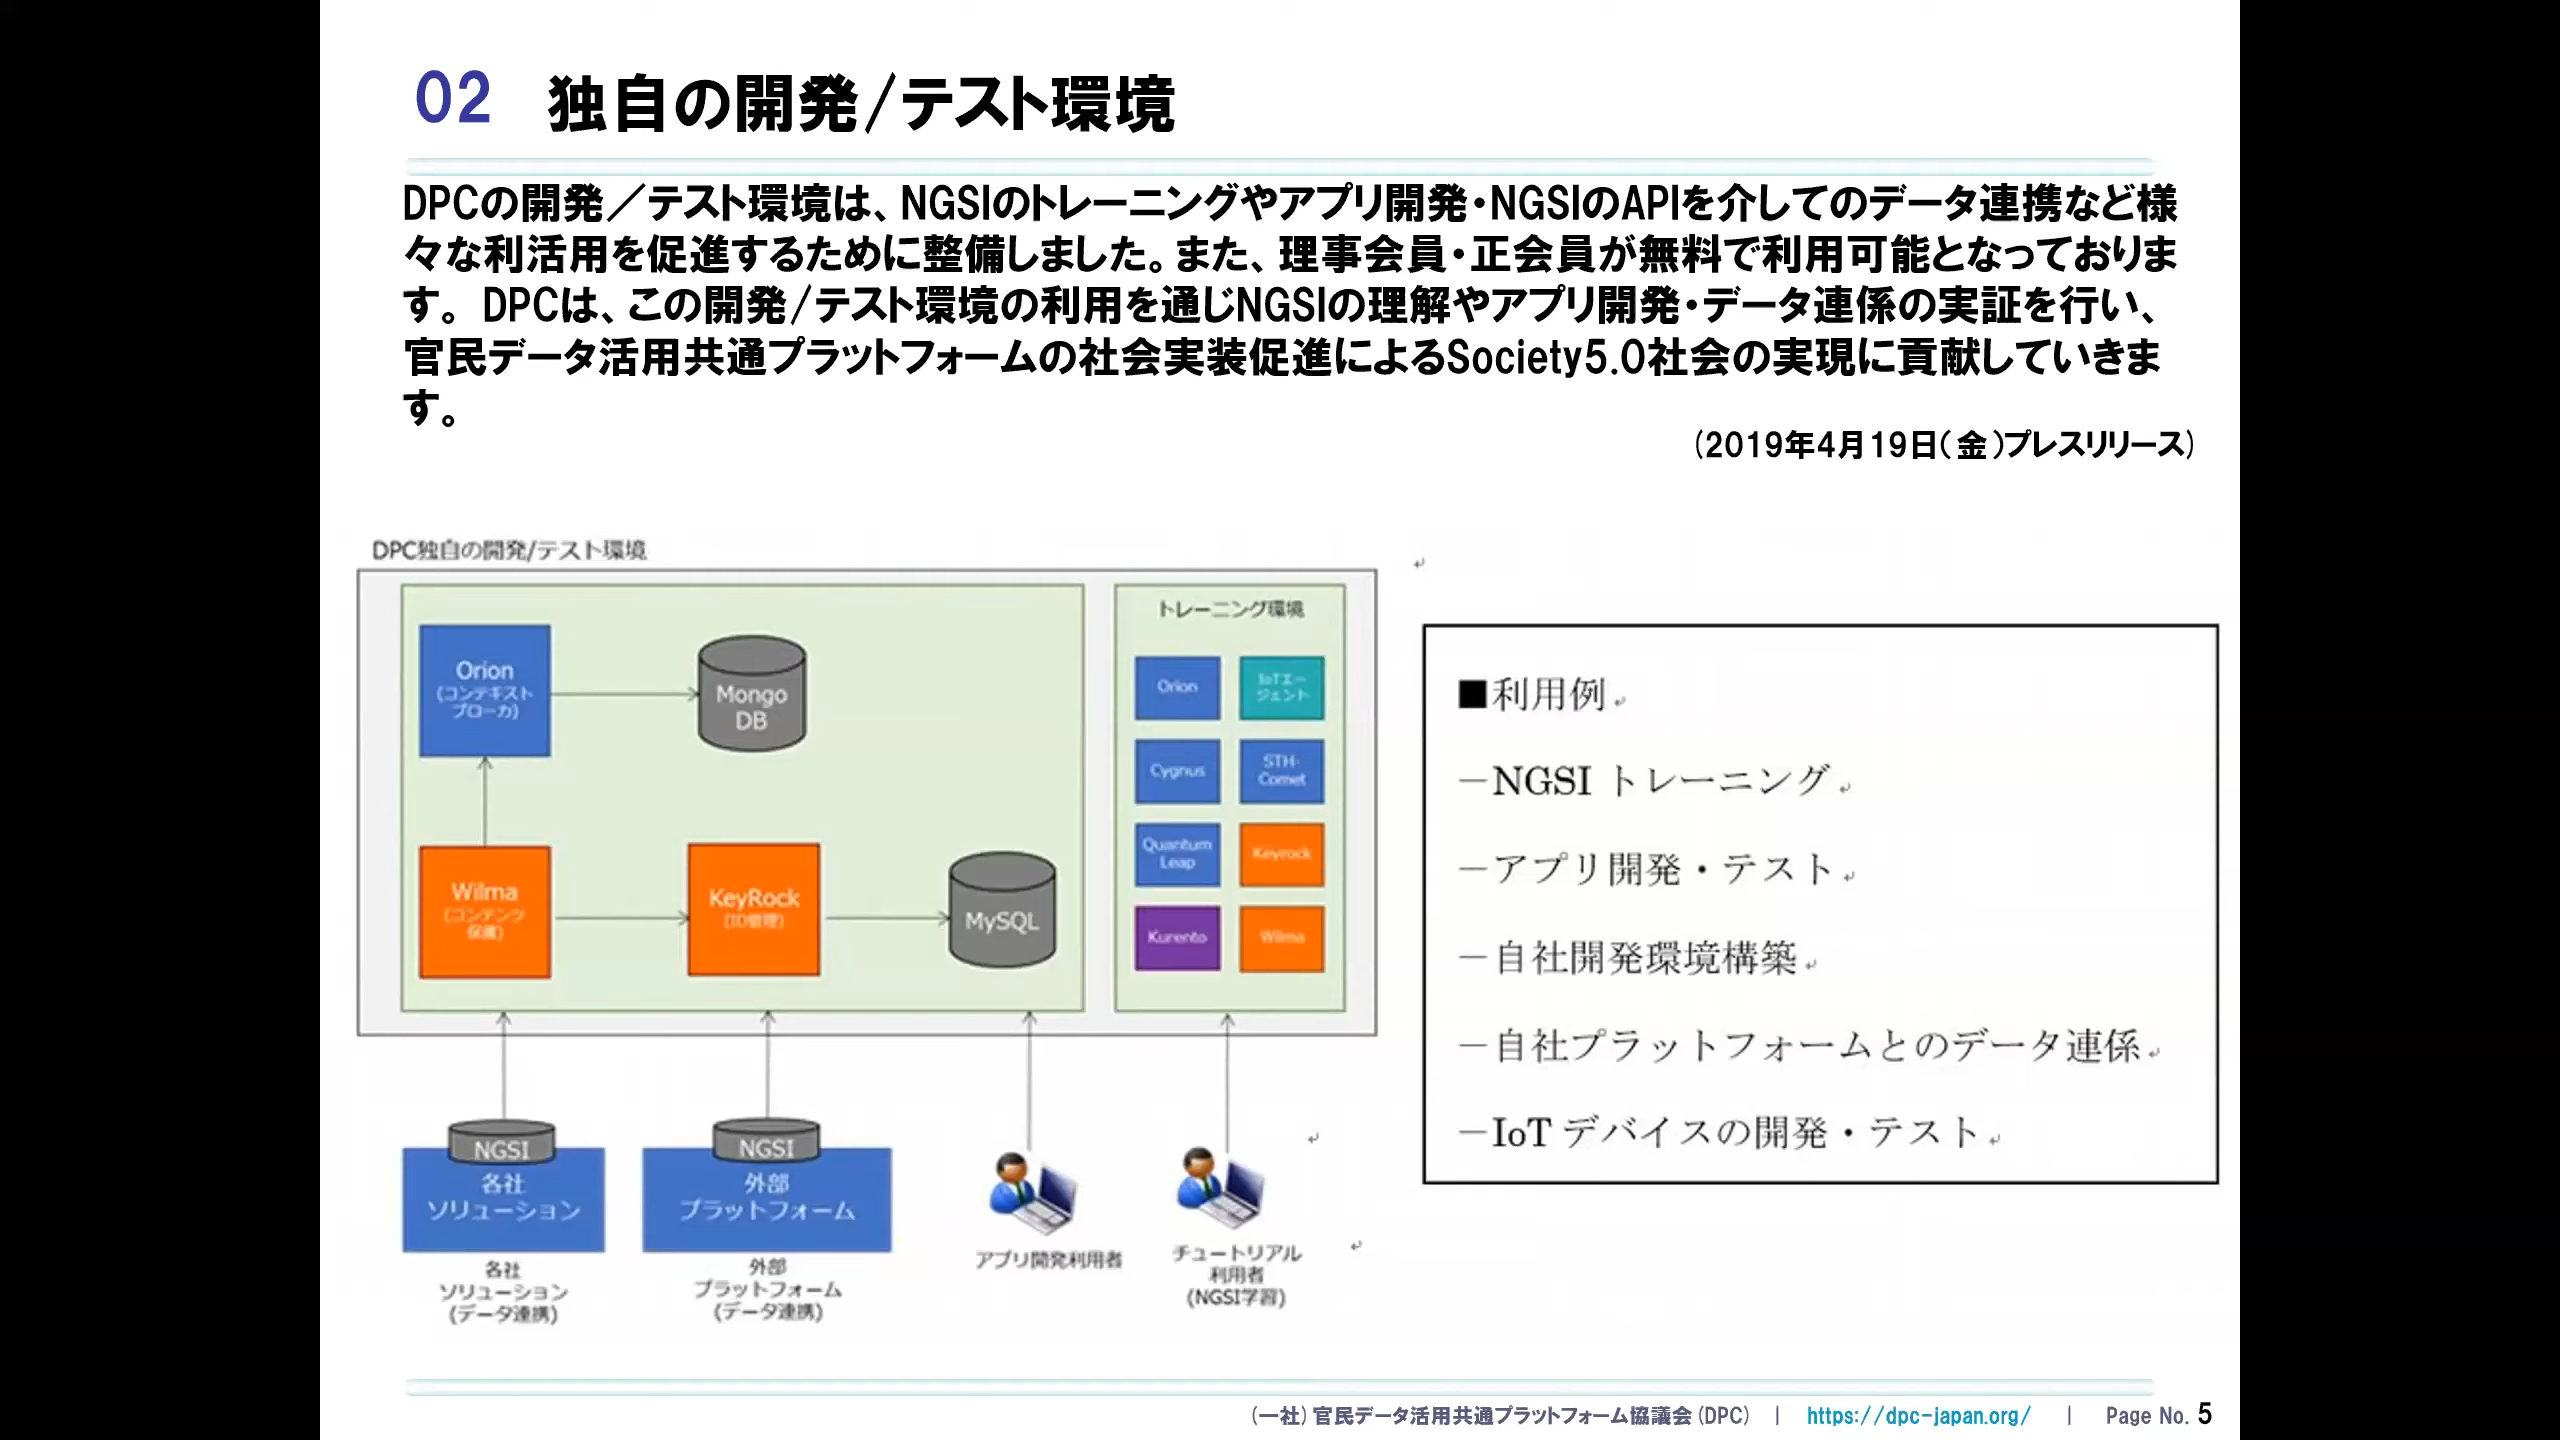 02 独自の開発/テスト環境
DPCの開発／テスト環境は、NGSIのトレーニングやアプリ開発・NGSIのAPIを介してのデータ連携など様
々な利活用を促進するために整備しました。また、理事会員・正会員が無料で利用可能となっておりま
す。DPCは、この開発/テスト環境の利用を通じNGSIの理解やアプリ開発・データ連係の実証を行い、
官民データ活用共通プラットフォームの社会実装促進によるSociety5.0社会の実現に貢献していきま
す。
(2019年4月19日(金)プレスリリース)
DPC独自の開発/テスト環境
Orion
(コンテキスト
ブローカ)
Mongo
DB
Wilma
(コンテンツ
保護)
KeyRock
(ID管理)
MySQL
トレーニング環境
Orion
IoTエー
ジェント
Cygnus
STH-
Comet
Quantum
Leap
Keyrock
Kurento
Wilma
NGSI
各社
ソリューション
NGSI
外部
プラットフォーム
各社
ソリューション
(データ連携)
外部
プラットフォーム
(データ連携)
アプリ開発利用者
チュートリアル
利用者
(NGSI学習)
■利用例
－NGSI トレーニング
－アプリ開発・テスト
－自社開発環境構築
－自社プラットフォームとのデータ連係
－IoT デバイスの開発・テスト
(一社)官民データ活用共通プラットフォーム協議会(DPC) | https://dpc-japan.org/ | Page No. 5